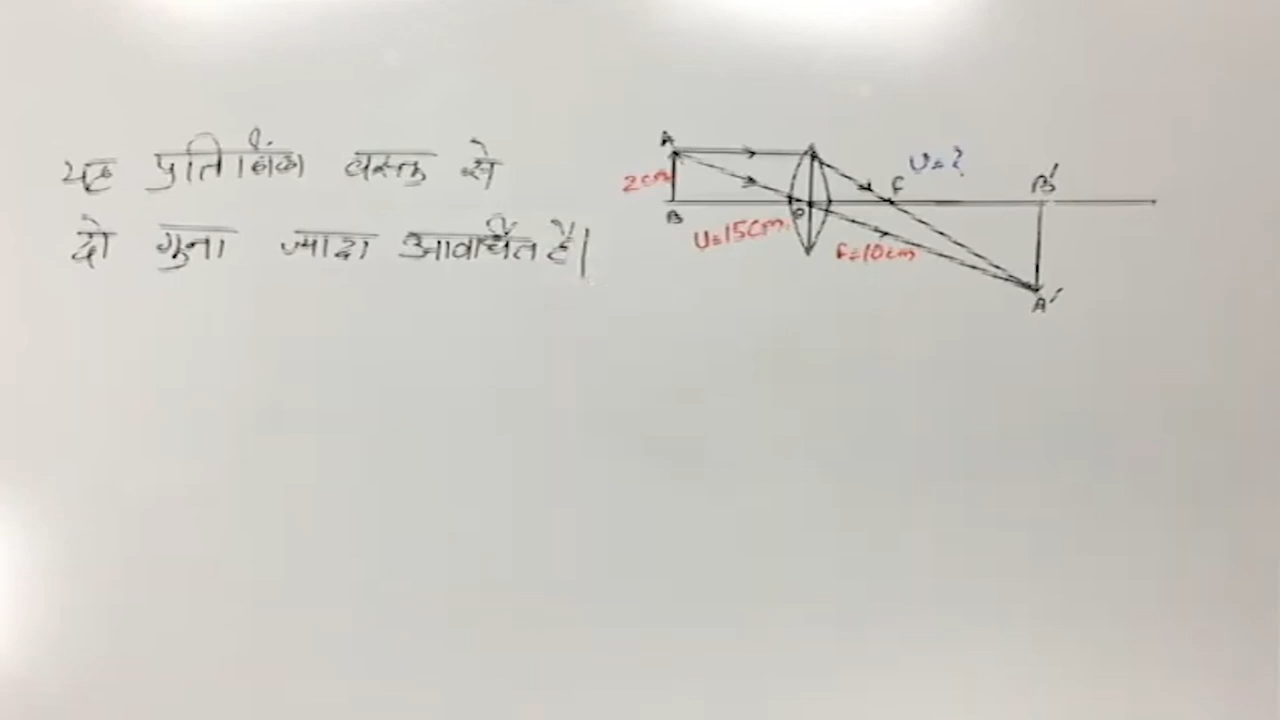 यह प्रतिबिंब वस्तु से
दो गुना ज्यादा आवर्धित है।
A
2cm
B
U=15cm.
P
F
f=10cm
U=?
B'
A'